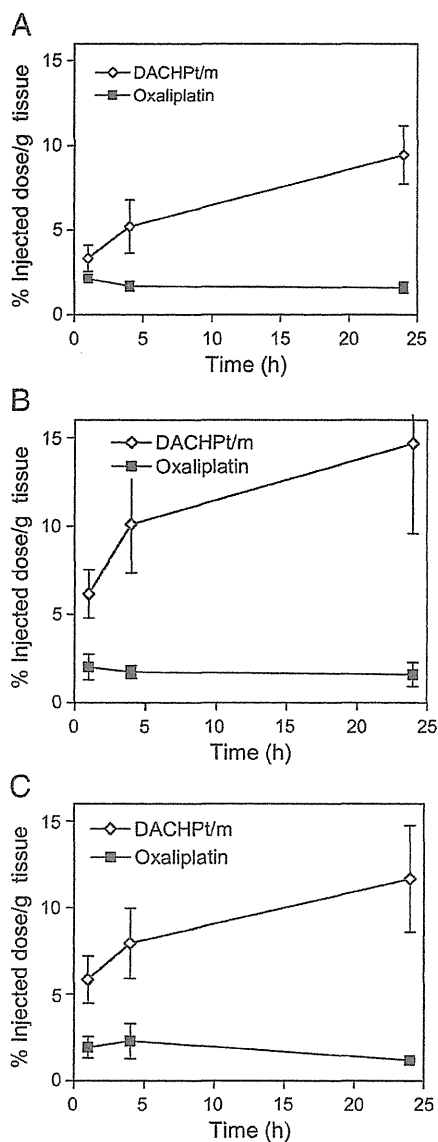 A
15
10
5
0
% Injected dose/g tissue
DACHPt/m
Oxaliplatin
0 5 10 15 20 25
Time (h)
B
15
10
5
0
% Injected dose/g tissue
DACHPt/m
Oxaliplatin
0 5 10 15 20 25
Time (h)
C
15
10
5
0
% Injected dose/g tissue
DACHPt/m
Oxaliplatin
0 5 10 15 20 25
Time (h)